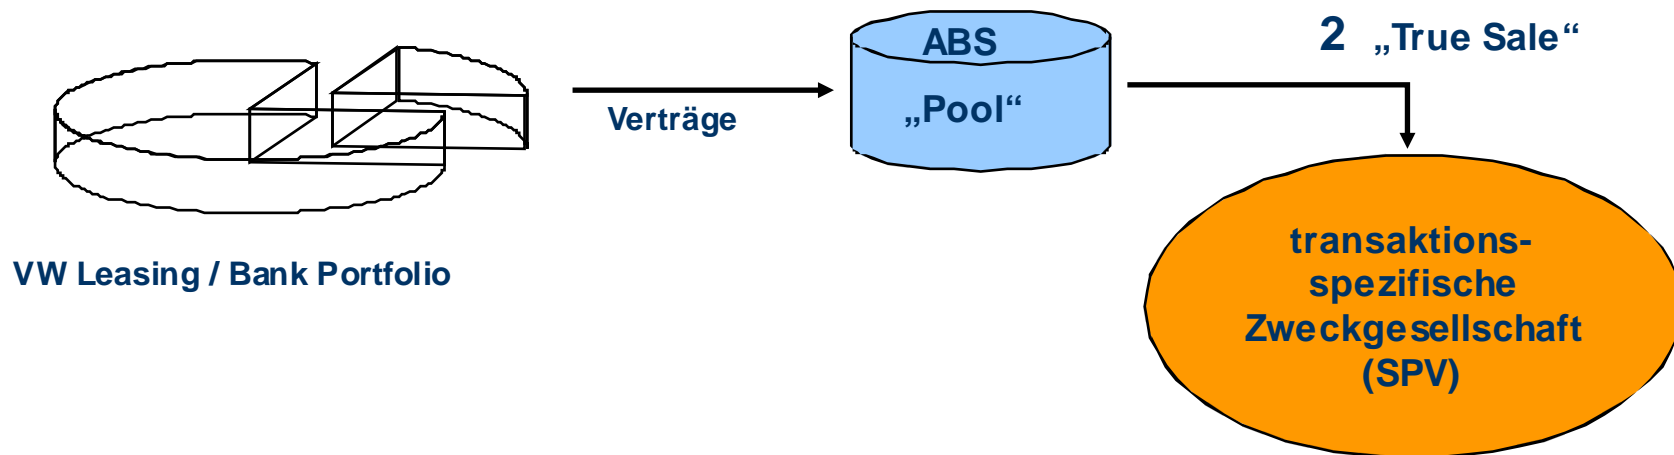 ABS
„Pool“
2 „True Sale“
Verträge
VW Leasing / Bank Portfolio
transaktions-
spezifische
Zweckgesellschaft
(SPV)